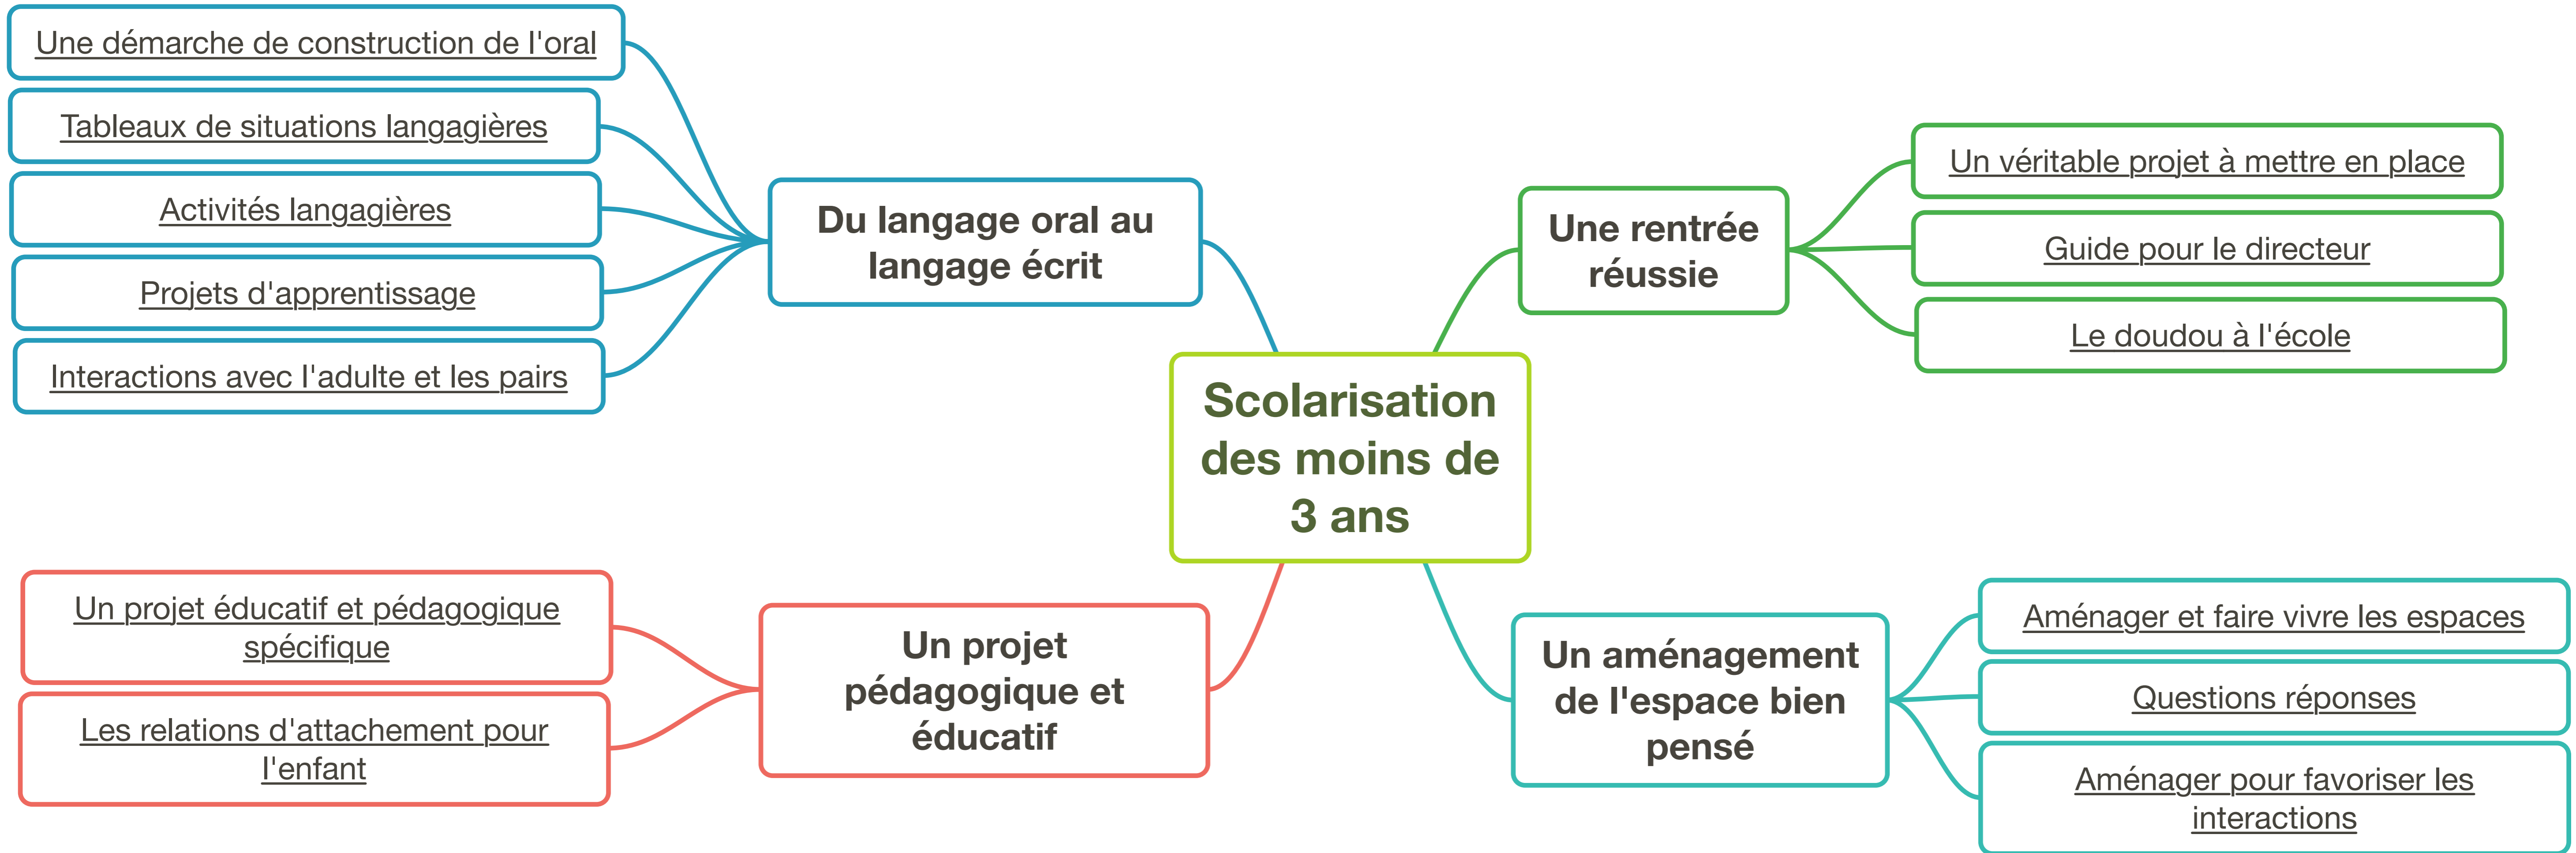 Une démarche de construction de l'oral
Tableaux de situations langagières
Activités langagières
Projets d'apprentissage
Interactions avec l'adulte et les pairs
Du langage oral au
langage écrit
Une rentrée
réussie
Un véritable projet à mettre en place
Guide pour le directeur
Le doudou à l'école
Scolarisation
des moins de
3 ans
Un projet éducatif et pédagogique
spécifique
Les relations d'attachement pour
l'enfant
Un projet
pédagogique et
éducatif
Un aménagement
de l'espace bien
pensé
Aménager et faire vivre les espaces
Questions réponses
Aménager pour favoriser les
interactions